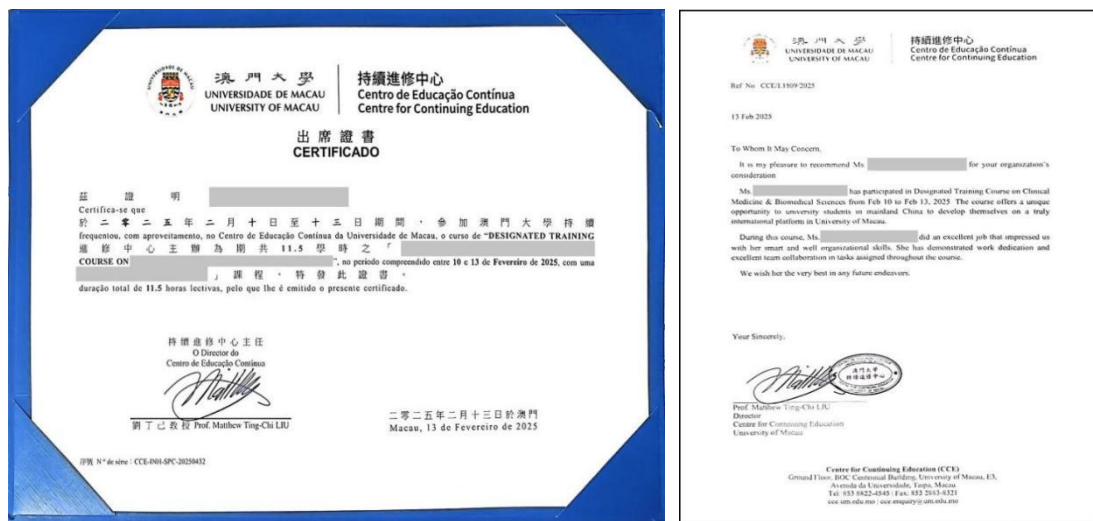 澳門大學
UNIVERSIDADE DE MACAU
UNIVERSITY OF MACAU
持續進修中心
Centro de Educação Contínua
Centre for Continuing Education
出席證書
CERTIFICADO
茲證明
Certifica-se que
於二零二五年二月十日至十三日期間，參加澳門大學持續
frequentou, com aproveitamento, no Centro de Educação Contínua da Universidade de Macau, o curso de "DESIGNATED TRAINING
進修中心主辦為期共 11.5 學時之「
COURSE ON ", no período compreendido entre 10 e 13 de Fevereiro de 2025, com uma
」課程，特發此證書。
duração total de 11.5 horas lectivas, pelo que lhe é emitido o presente certificado.
持續進修中心主任
O Director do
Centro de Educação Contínua
劉丁己教授 Prof. Matthew Ting-Chi LIU
二零二五年二月十三日於澳門
Macau, 13 de Fevereiro de 2025
序號 Nº de série : CCE-INH-SPC-20250432
澳門大學
UNIVERSIDADE DE MACAU
UNIVERSITY OF MACAU
持續進修中心
Centro de Educação Contínua
Centre for Continuing Education
Ref No. CCE/L1109/2025
13 Feb 2025
To Whom It May Concern,
It is my pleasure to recommend Ms. for your organization's
consideration
Ms. has participated in Designated Training Course on Clinical
Medicine & Biomedical Sciences from Feb 10 to Feb 13, 2025. The course offers a unique
opportunity to university students in mainland China to develop themselves on a truly
international platform in University of Macau.
During this course, Ms. did an excellent job that impressed us
with her smart and well organizational skills. She has demonstrated work dedication and
excellent team collaboration in tasks assigned throughout the course.
We wish her the very best in any future endeavors.
Your Sincerely,
澳門大學
持續進修中心
Prof. Matthew Ting-Chi LIU
Director
Centre for Continuing Education
University of Macau
Centre for Continuing Education (CCE)
Ground Floor, BOC Centennial Building, University of Macau, E3,
Avenida da Universidade, Taipa, Macau
Tel: 853 8822-4545 | Fax: 853 2883-8321
cce.um.edu.mo | cce.enquiry@um.edu.mo